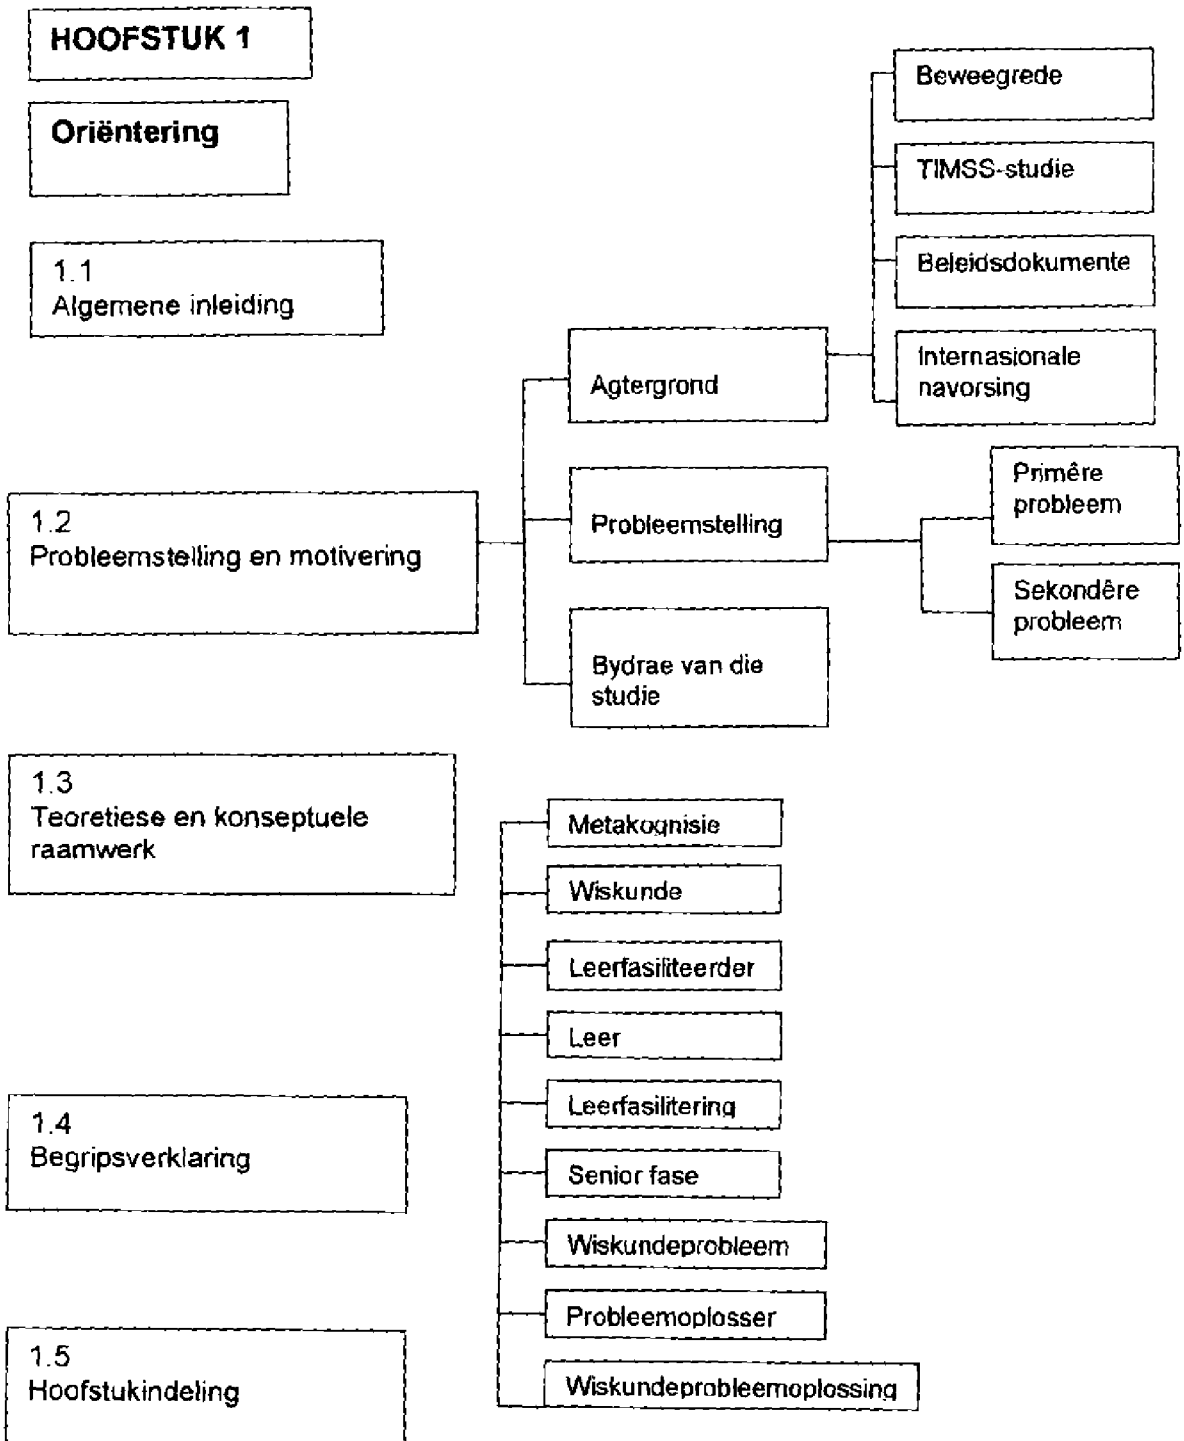 HOOFSTUK 1
Oriëntering
1.1
Algemene inleiding
1.2
Probleemstelling en motivering
Agtergrond
Beweegrede
TIMSS-studie
Beleidsdokumente
Internasionale
navorsing
Probleemstelling
Primêre
probleem
Sekondêre
probleem
Bydrae van die
studie
1.3
Teoretiese en konseptuele
raamwerk
1.4
Begripsverklaring
Metakognisie
Wiskunde
Leerfasiliteerder
Leer
Leerfasilitering
Senior fase
Wiskundeprobleem
Probleemoplosser
Wiskundeprobleemoplossing
1.5
Hoofstukindeling